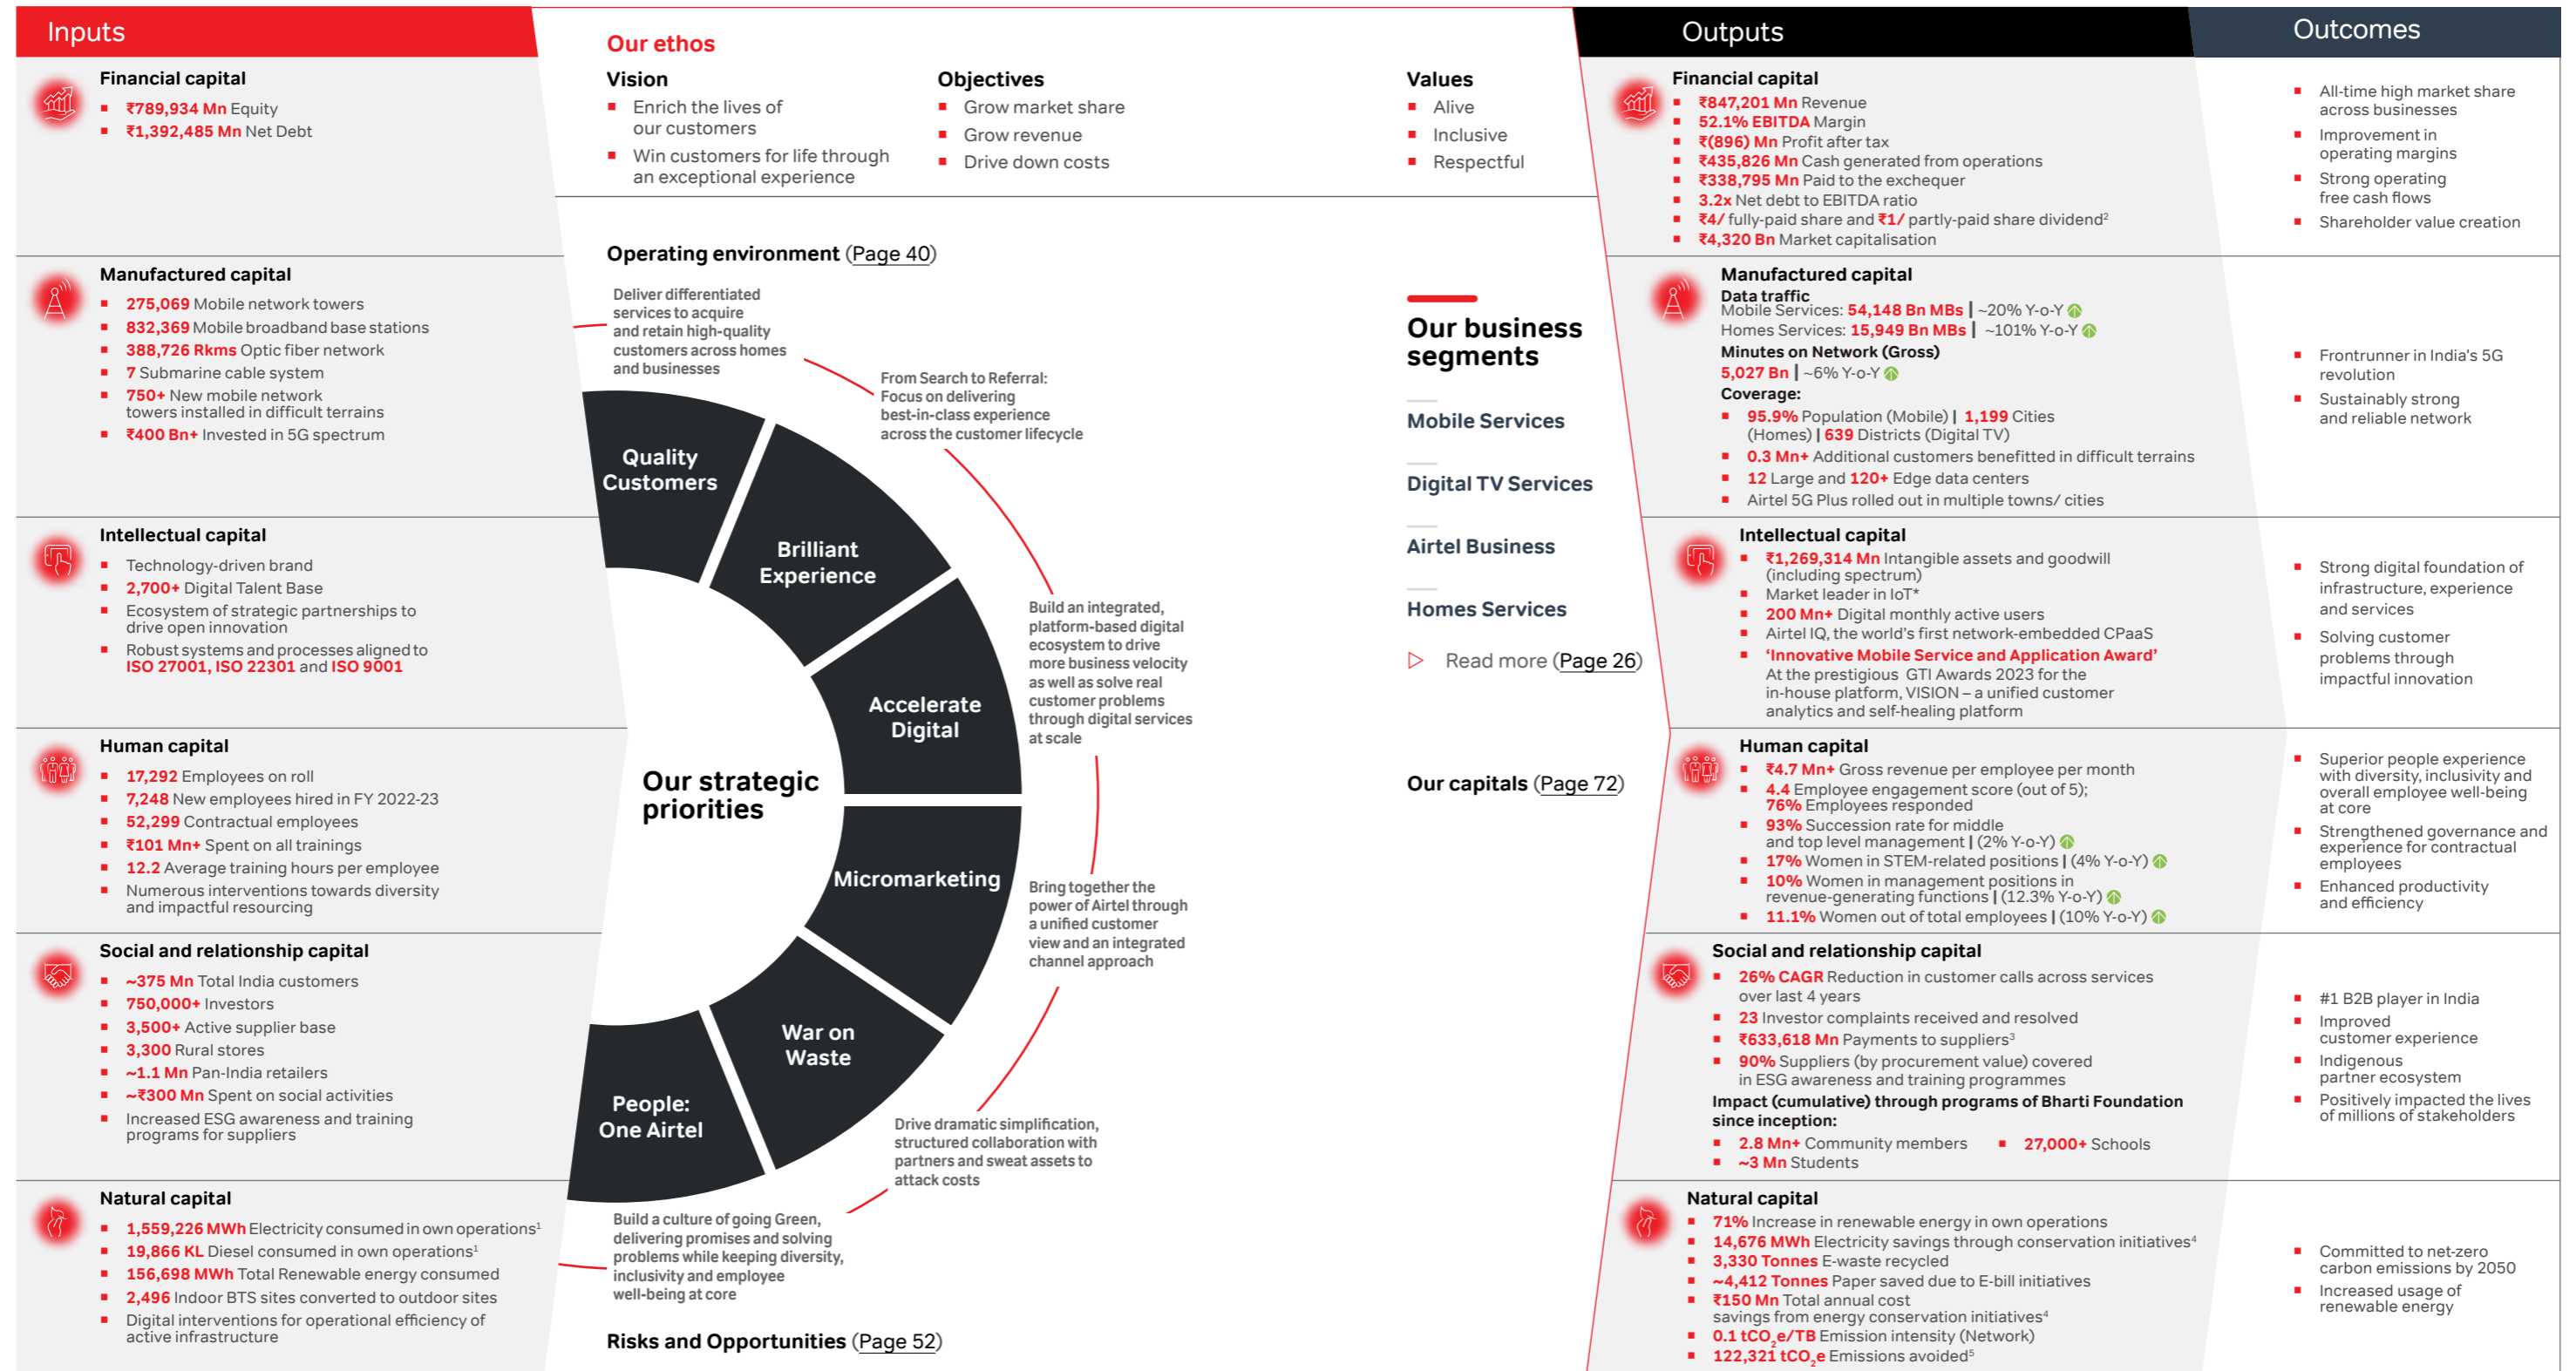 Inputs
Financial capital
₹789,934 Mn Equity
₹1,392,485 Mn Net Debt
Manufactured capital
275,069 Mobile network towers
832,369 Mobile broadband base stations
388,726 Rkms Optic fiber network
7 Submarine cable system
750+ New mobile network
towers installed in difficult terrains
₹400 Bn+ Invested in 5G spectrum
Intellectual capital
Technology-driven brand
2,700+ Digital Talent Base
Ecosystem of strategic partnerships to
drive open innovation
Robust systems and processes aligned to
ISO 27001, ISO 22301 and ISO 9001
Human capital
17,292 Employees on roll
7,248 New employees hired in FY 2022-23
52,299 Contractual employees
₹101 Mn+ Spent on all trainings
12.2 Average training hours per employee
Numerous interventions towards diversity
and impactful resourcing
Social and relationship capital
~375 Mn Total India customers
750,000+ Investors
3,500+ Active supplier base
3,300 Rural stores
~1.1 Mn Pan-India retailers
~₹300 Mn Spent on social activities
Increased ESG awareness and training
programs for suppliers
Natural capital
1,559,226 MWh Electricity consumed in own operations¹
19,866 KL Diesel consumed in own operations¹
156,698 MWh Total Renewable energy consumed
2,496 Indoor BTS sites converted to outdoor sites
Digital interventions for operational efficiency of
active infrastructure
Our ethos
Vision
Enrich the lives of
our customers
Win customers for life through
an exceptional experience
Objectives
Grow market share
Grow revenue
Drive down costs
Values
Alive
Inclusive
Respectful
Operating environment (Page 40)
Deliver differentiated
services to acquire
and retain high-quality
customers across homes
and businesses
From Search to Referral:
Focus on delivering
best-in-class experience
across the customer lifecycle
Build an integrated,
platform-based digital
ecosystem to drive
more business velocity
as well as solve real
customer problems
through digital services
at scale
Bring together the
power of Airtel through
a unified customer
view and an integrated
channel approach
Drive dramatic simplification,
structured collaboration with
partners and sweat assets to
attack costs
Build a culture of going Green,
delivering promises and solving
problems while keeping diversity,
inclusivity and employee
well-being at core
Quality
Customers
Brilliant
Experience
Accelerate
Digital
Our strategic
priorities
Micromarketing
War on
Waste
People:
One Airtel
Risks and Opportunities (Page 52)
Our business
segments
Mobile Services
Digital TV Services
Airtel Business
Homes Services
Read more (Page 26)
Our capitals (Page 72)
Outputs
Financial capital
₹847,201 Mn Revenue
52.1% EBITDA Margin
₹(896) Mn Profit after tax
₹435,826 Mn Cash generated from operations
₹338,795 Mn Paid to the exchequer
3.2x Net debt to EBITDA ratio
₹4/ fully-paid share and ₹1/ partly-paid share dividend²
₹4,320 Bn Market capitalisation
Manufactured capital
Data traffic
Mobile Services: 54,148 Bn MBs | ~20% Y-o-Y
Homes Services: 15,949 Bn MBs | ~101% Y-o-Y
Minutes on Network (Gross)
5,027 Bn | ~6% Y-o-Y
Coverage:
95.9% Population (Mobile) | 1,199 Cities
(Homes) | 639 Districts (Digital TV)
0.3 Mn+ Additional customers benefitted in difficult terrains
12 Large and 120+ Edge data centers
Airtel 5G Plus rolled out in multiple towns/ cities
Intellectual capital
₹1,269,314 Mn Intangible assets and goodwill
(including spectrum)
Market leader in IoT*
200 Mn+ Digital monthly active users
Airtel IQ, the world's first network-embedded CPaaS
'Innovative Mobile Service and Application Award'
At the prestigious GTI Awards 2023 for the
in-house platform, VISION – a unified customer
analytics and self-healing platform
Human capital
₹4.7 Mn+ Gross revenue per employee per month
4.4 Employee engagement score (out of 5);
76% Employees responded
93% Succession rate for middle
and top level management | (2% Y-o-Y)
17% Women in STEM-related positions | (4% Y-o-Y)
10% Women in management positions in
revenue-generating functions | (12.3% Y-o-Y)
11.1% Women out of total employees | (10% Y-o-Y)
Social and relationship capital
26% CAGR Reduction in customer calls across services
over last 4 years
23 Investor complaints received and resolved
₹633,618 Mn Payments to suppliers³
90% Suppliers (by procurement value) covered
in ESG awareness and training programmes
Impact (cumulative) through programs of Bharti Foundation
since inception:
2.8 Mn+ Community members
27,000+ Schools
~3 Mn Students
Natural capital
71% Increase in renewable energy in own operations
14,676 MWh Electricity savings through conservation initiatives⁴
3,330 Tonnes E-waste recycled
~4,412 Tonnes Paper saved due to E-bill initiatives
₹150 Mn Total annual cost
savings from energy conservation initiatives⁴
0.1 tCO₂e/TB Emission intensity (Network)
122,321 tCO₂e Emissions avoided⁵
Outcomes
All-time high market share
across businesses
Improvement in
operating margins
Strong operating
free cash flows
Shareholder value creation
Frontrunner in India's 5G
revolution
Sustainably strong
and reliable network
Strong digital foundation of
infrastructure, experience
and services
Solving customer
problems through
impactful innovation
Superior people experience
with diversity, inclusivity and
overall employee well-being
at core
Strengthened governance and
experience for contractual
employees
Enhanced productivity
and efficiency
#1 B2B player in India
Improved
customer experience
Indigenous
partner ecosystem
Positively impacted the lives
of millions of stakeholders
Committed to net-zero
carbon emissions by 2050
Increased usage of
renewable energy